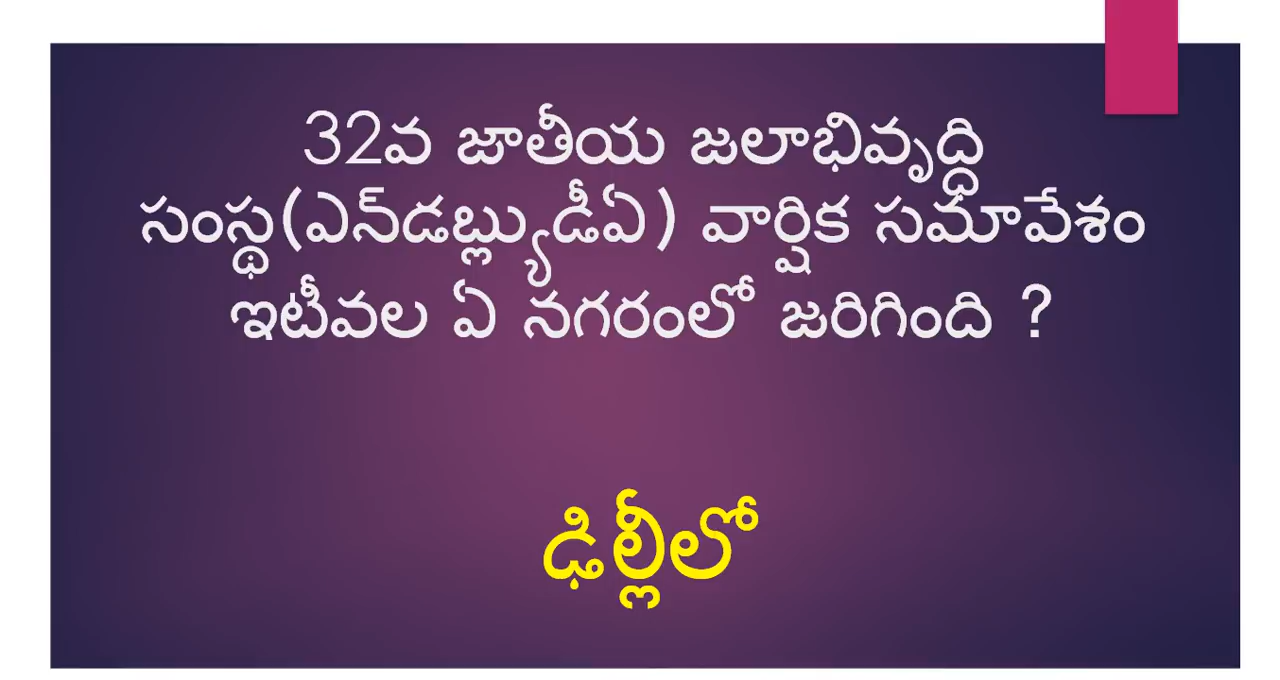 32వ జాతీయ జలాభివృద్ధి
సంస్థ(ఎన్‌డబ్ల్యుడీఏ) వార్షిక సమావేశం
ఇటీవల ఏ నగరంలో జరిగింది ?
ఢిల్లీలో